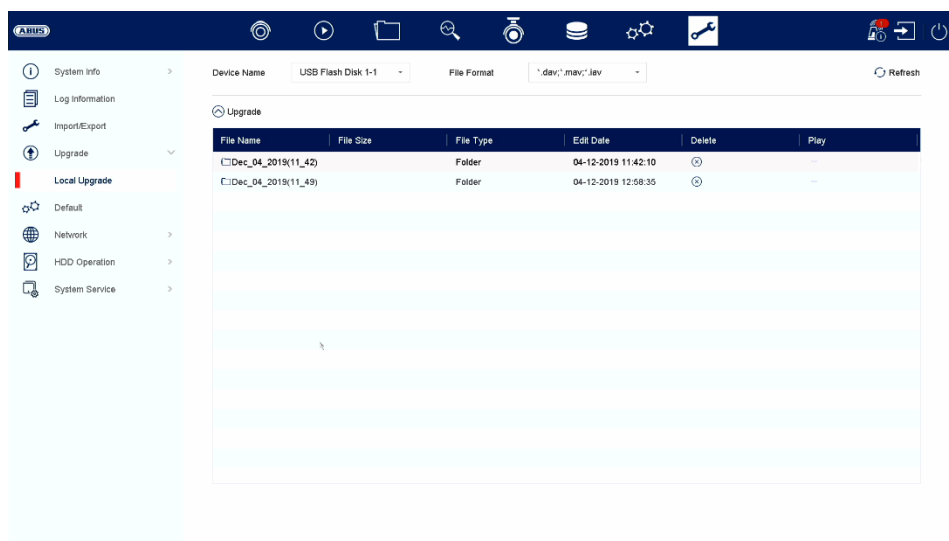 ABUS
System Info
Log Information
Import/Export
Upgrade
Local Upgrade
Default
Network
HDD Operation
System Service
Device Name USB Flash Disk 1-1 File Format *.dav;*.mav;*.iav Refresh
Upgrade
File Name File Size File Type Edit Date Delete Play
Dec_04_2019(11_42) Folder 04-12-2019 11:42:10 —
Dec_04_2019(11_49) Folder 04-12-2019 12:58:35 —